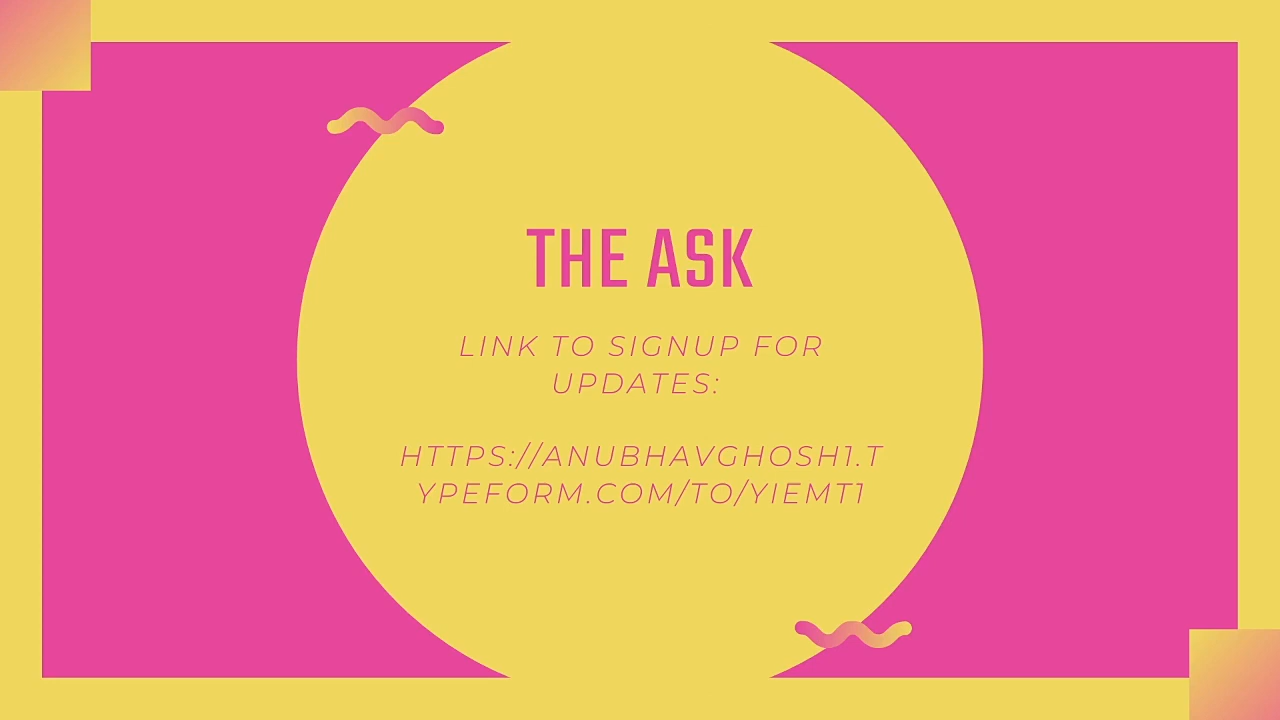 THE ASK
LINK TO SIGNUP FOR
UPDATES:
HTTPS://ANUBHAVGHOSH1.T
YPEFORM.COM/TO/YIEMT1